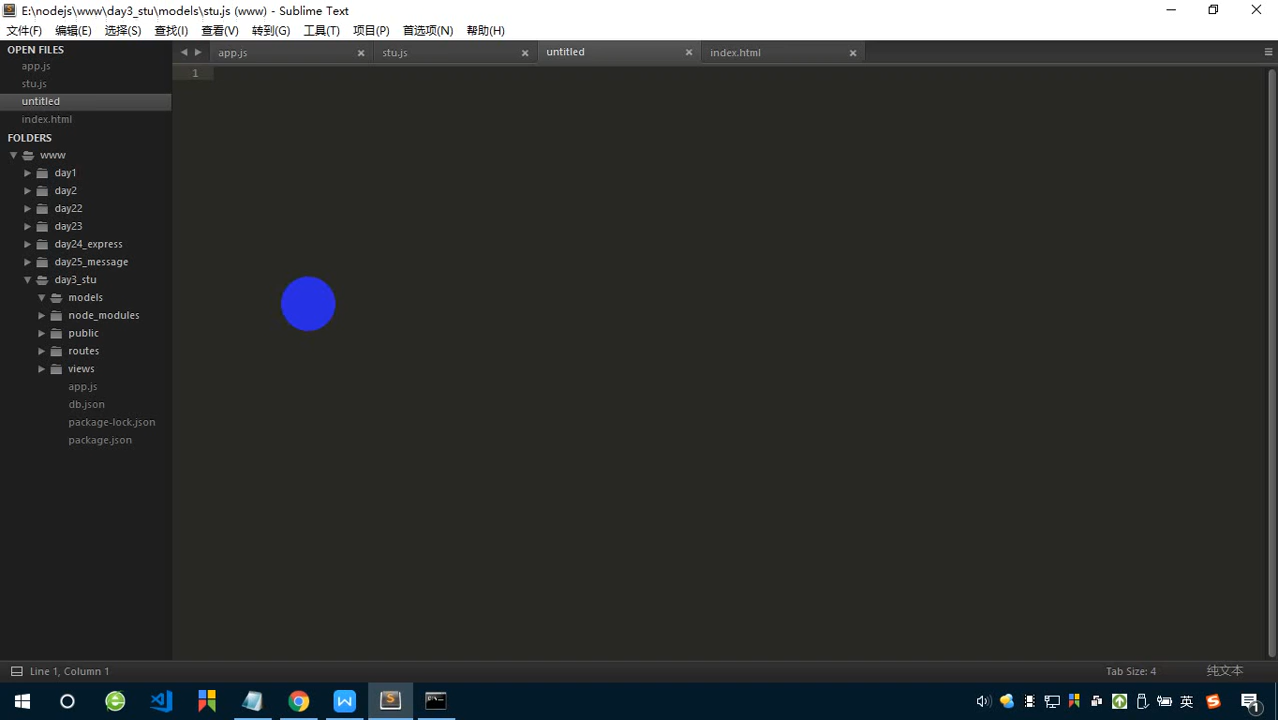 E:\nodejs\www\day3_stu\models\stu.js (www) - Sublime Text
文件(F) 编辑(E) 选择(S) 查找(I) 查看(V) 转到(G) 工具(T) 项目(P) 首选项(N) 帮助(H)
OPEN FILES
app.js
stu.js
untitled
index.html
FOLDERS
www
day1
day2
day22
day23
day24_express
day25_message
day3_stu
models
node_modules
public
routes
views
app.js
db.json
package-lock.json
package.json
app.js stu.js untitled index.html
1
Line 1, Column 1 Tab Size: 4 纯文本
英